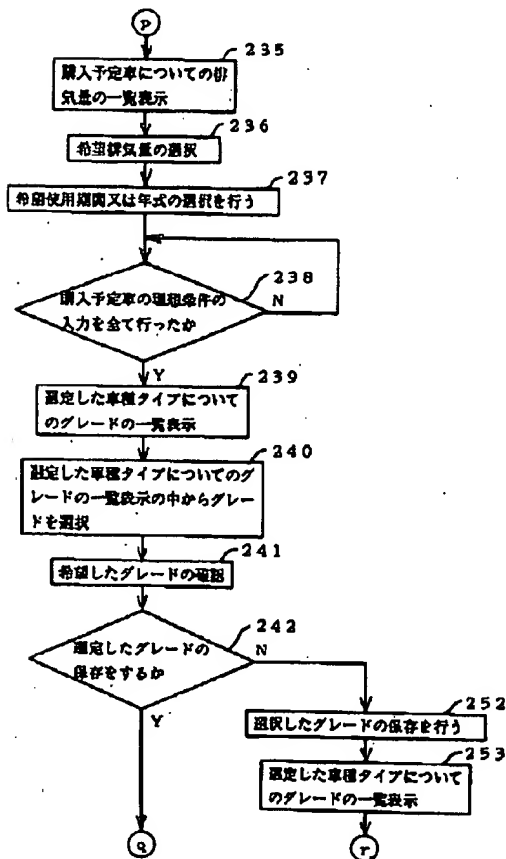 p
235
購入予定車についての排
気量の一覧表示
236
希望排気量の選択
237
希望使用期間又は年式の選択を行う
238
購入予定車の理想条件の
入力を全て行ったか
N
Y
239
選定した車種タイプについて
のグレードの一覧表示
240
選定した車種タイプについてのグ
レードの一覧表示の中からグレー
ドを選択
241
希望したグレードの確認
242
選定したグレードの
保存をするか
N
Y
252
選択したグレードの保存を行う
253
選定した車種タイプについて
のグレードの一覧表示
q
r